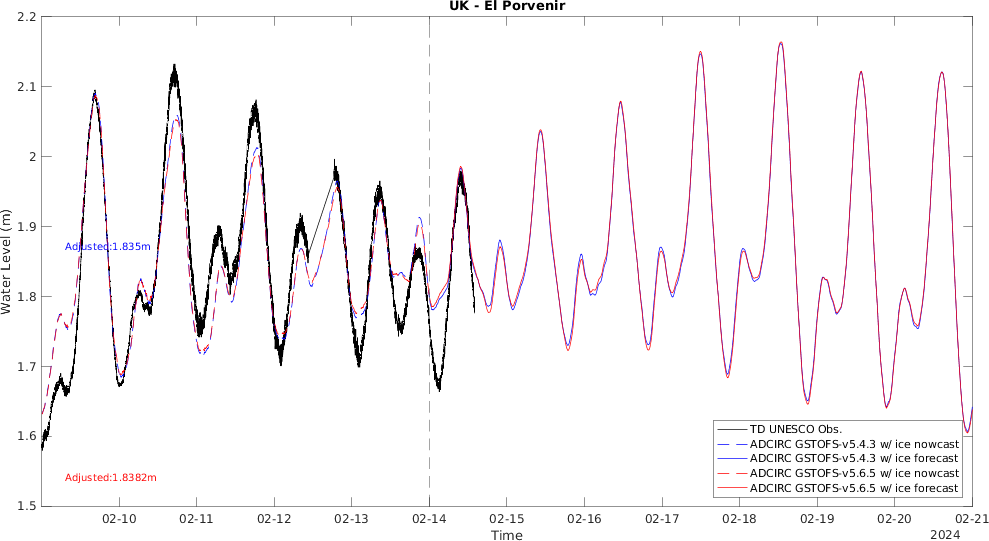 UK - El Porvenir
2.2
2.1
2
1.9
1.8
1.7
1.6
1.5
Water Level (m)
Adjusted:1.835m
Adjusted:1.8382m
TD UNESCO Obs.
ADCIRC GSTOFS-v5.4.3 w/ ice nowcast
ADCIRC GSTOFS-v5.4.3 w/ ice forecast
ADCIRC GSTOFS-v5.6.5 w/ ice nowcast
ADCIRC GSTOFS-v5.6.5 w/ ice forecast
02-10 02-11 02-12 02-13 02-14 02-15 02-16 02-17 02-18 02-19 02-20 02-21
Time
2024